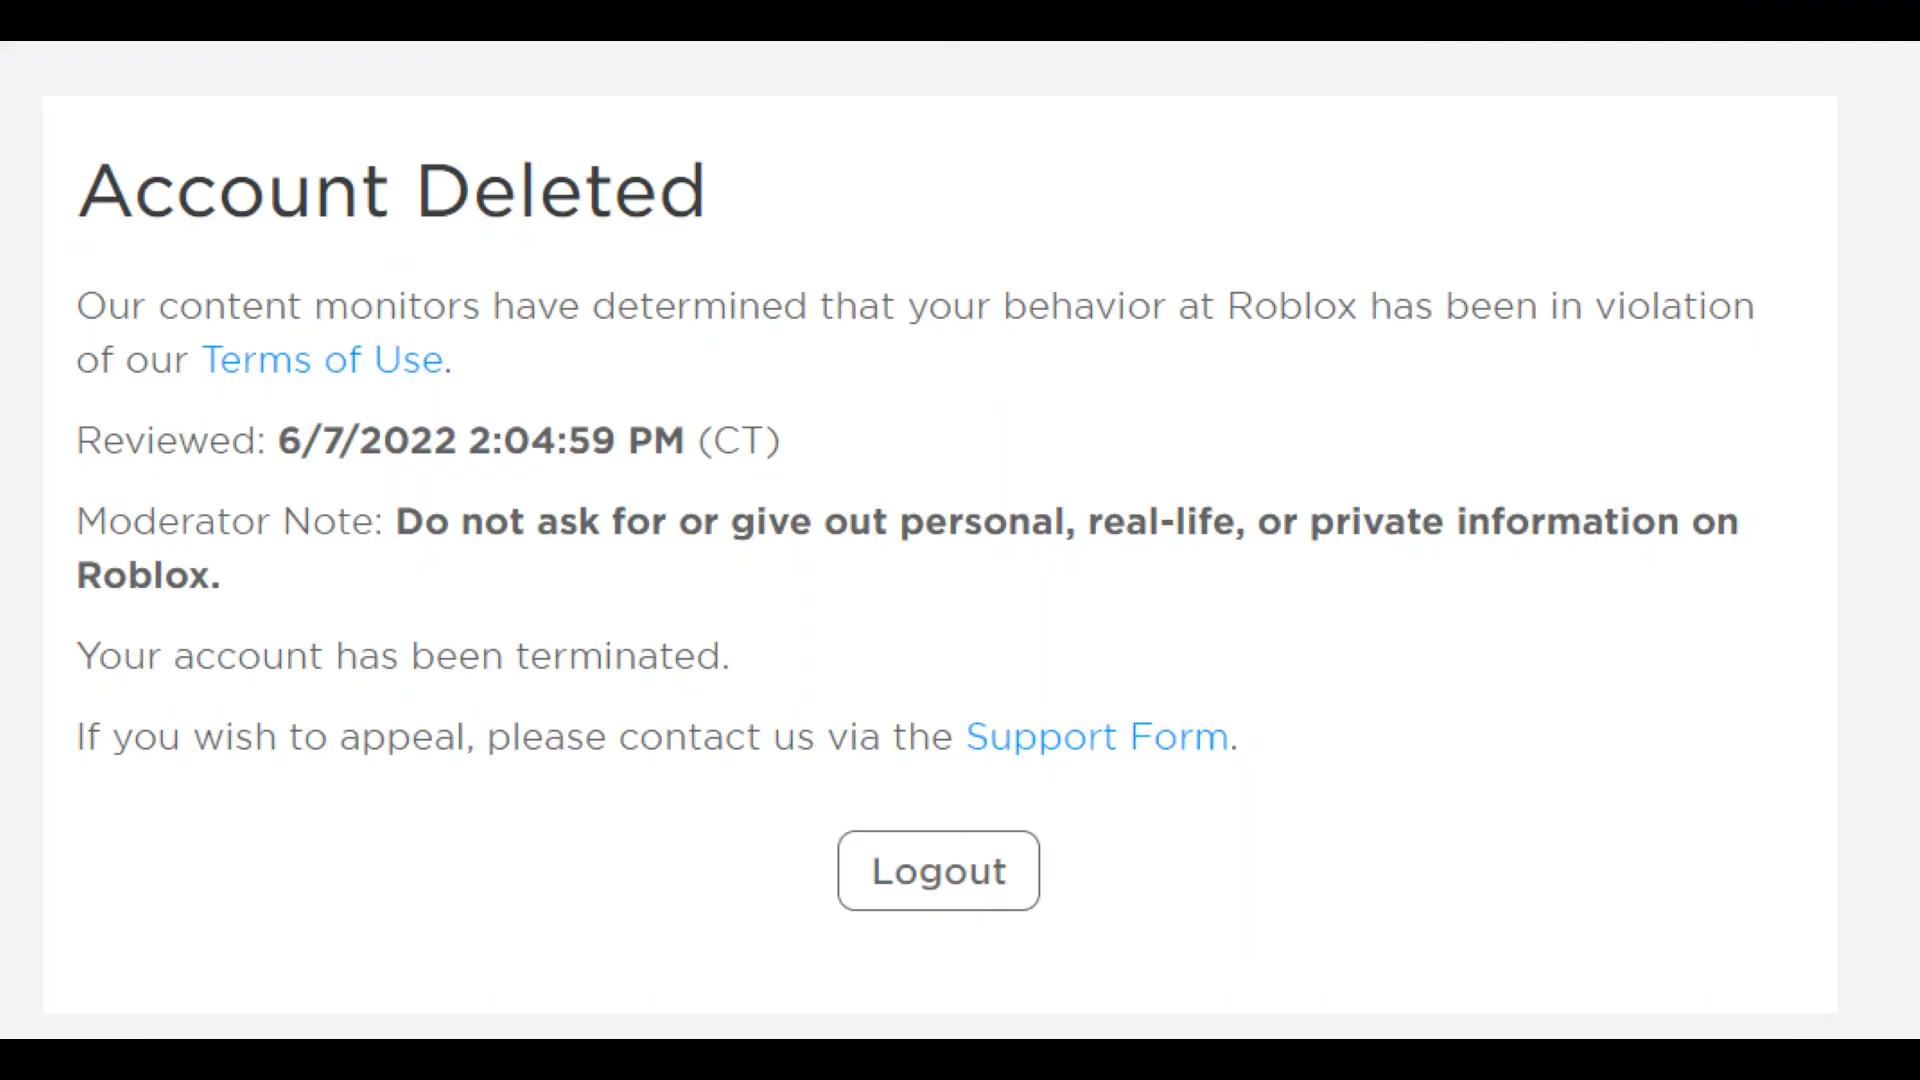 Account Deleted
Our content monitors have determined that your behavior at Roblox has been in violation
of our Terms of Use.
Reviewed: 6/7/2022 2:04:59 PM (CT)
Moderator Note: Do not ask for or give out personal, real-life, or private information on
Roblox.
Your account has been terminated.
If you wish to appeal, please contact us via the Support Form.
Logout